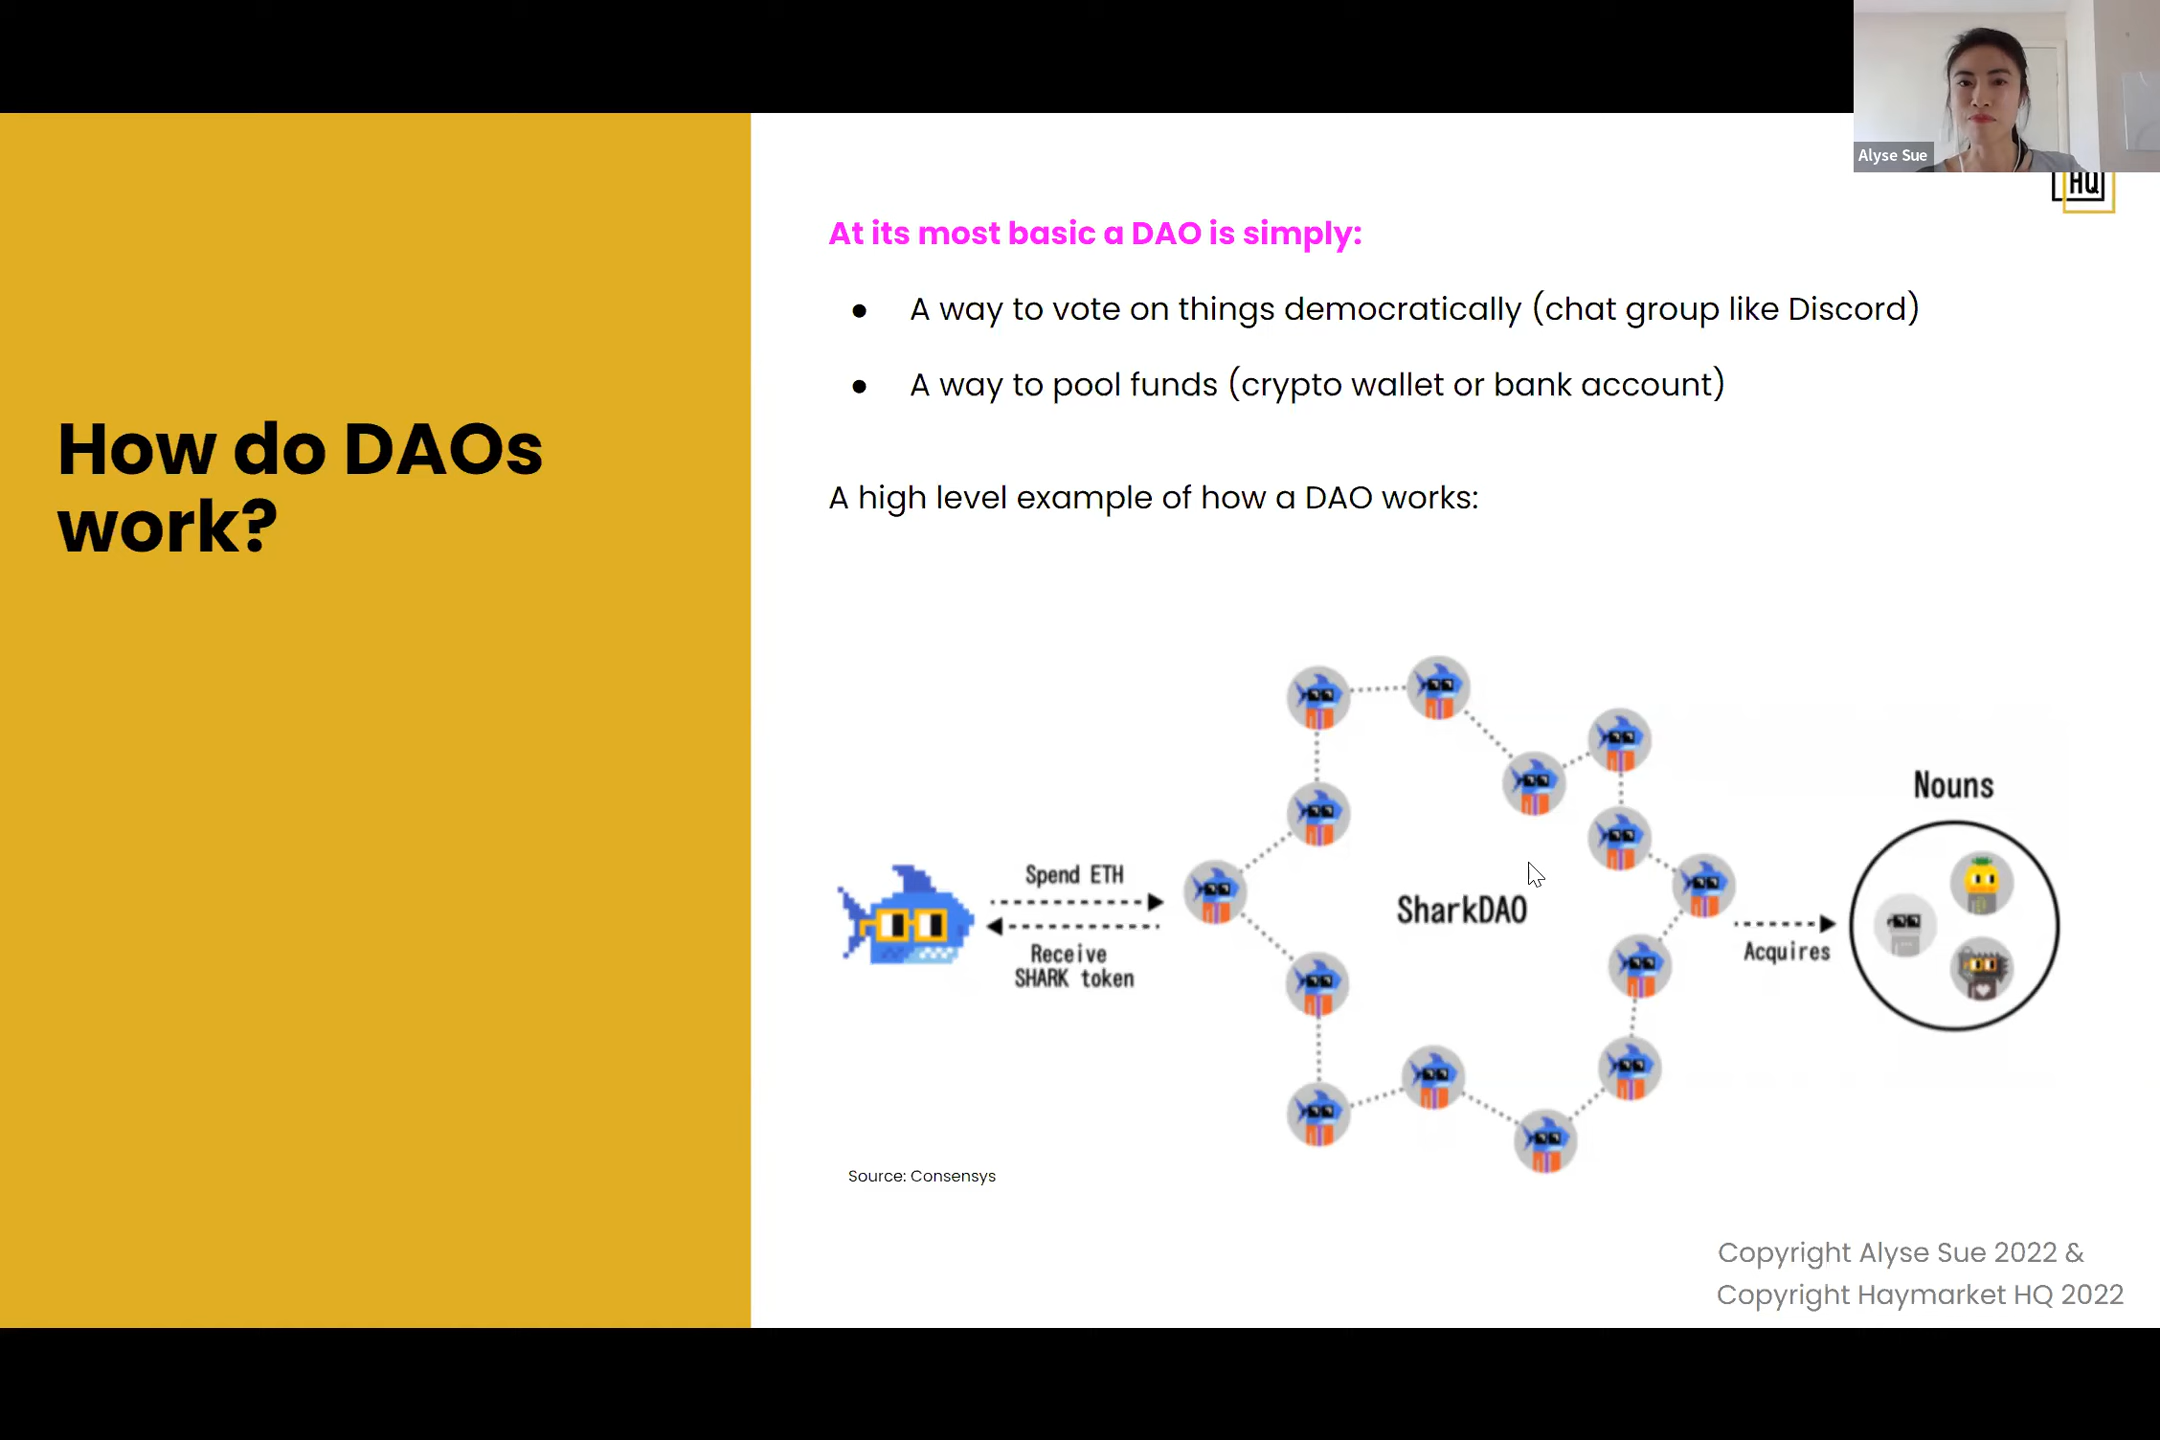 Alyse Sue
HQ
How do DAOs
work?
At its most basic a DAO is simply:
● A way to vote on things democratically (chat group like Discord)
● A way to pool funds (crypto wallet or bank account)
A high level example of how a DAO works:
Spend ETH
Receive
SHARK token
SharkDAO
Acquires
Nouns
Source: Consensys
Copyright Alyse Sue 2022 &
Copyright Haymarket HQ 2022